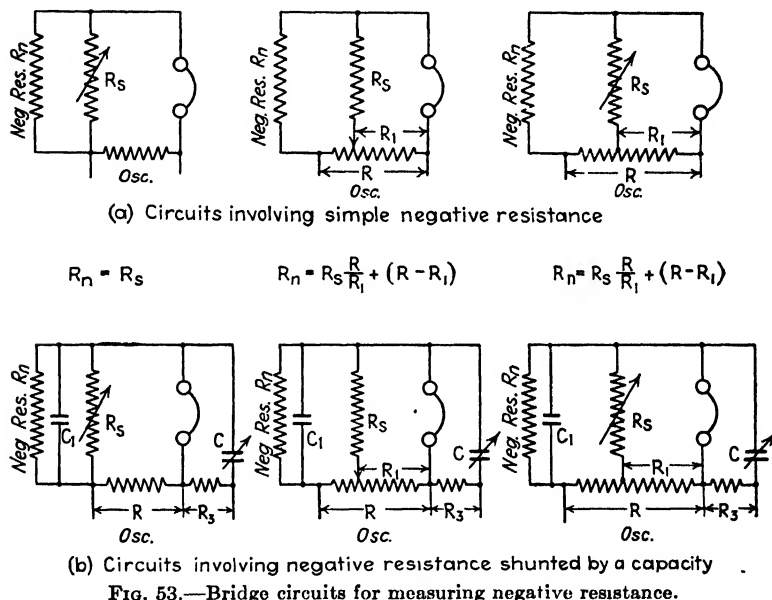 Neg. Res. Rn
Rs
Osc.
Neg. Res. Rn
Rs
R1
R
Osc.
Neg. Res. Rn
Rs
R1
R
Osc.
(a) Circuits involving simple negative resistance
Rn = Rs
Rn = Rs R/R1 + (R - R1)
Rn = Rs R/R1 + (R - R1)
Neg. Res. Rn
C1
Rs
C
R
R3
Osc.
Neg. Res. Rn
C1
Rs
C
R1
R
R3
Osc.
Neg. Res. Rn
C1
Rs
C
R1
R
R3
Osc.
(b) Circuits involving negative resistance shunted by a capacity
FIG. 53.—Bridge circuits for measuring negative resistance.